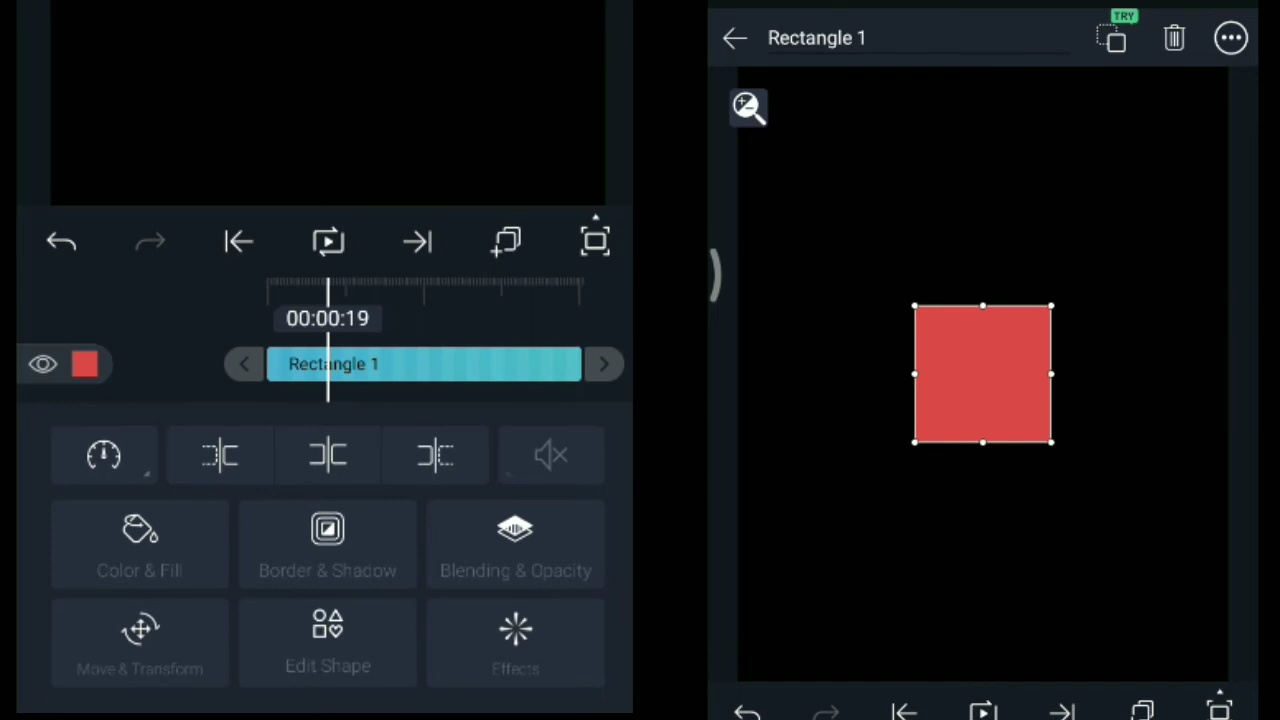 00:00:19
Rectangle 1
Color & Fill
Border & Shadow
Blending & Opacity
Move & Transform
Edit Shape
Effects
TRY
Rectangle 1